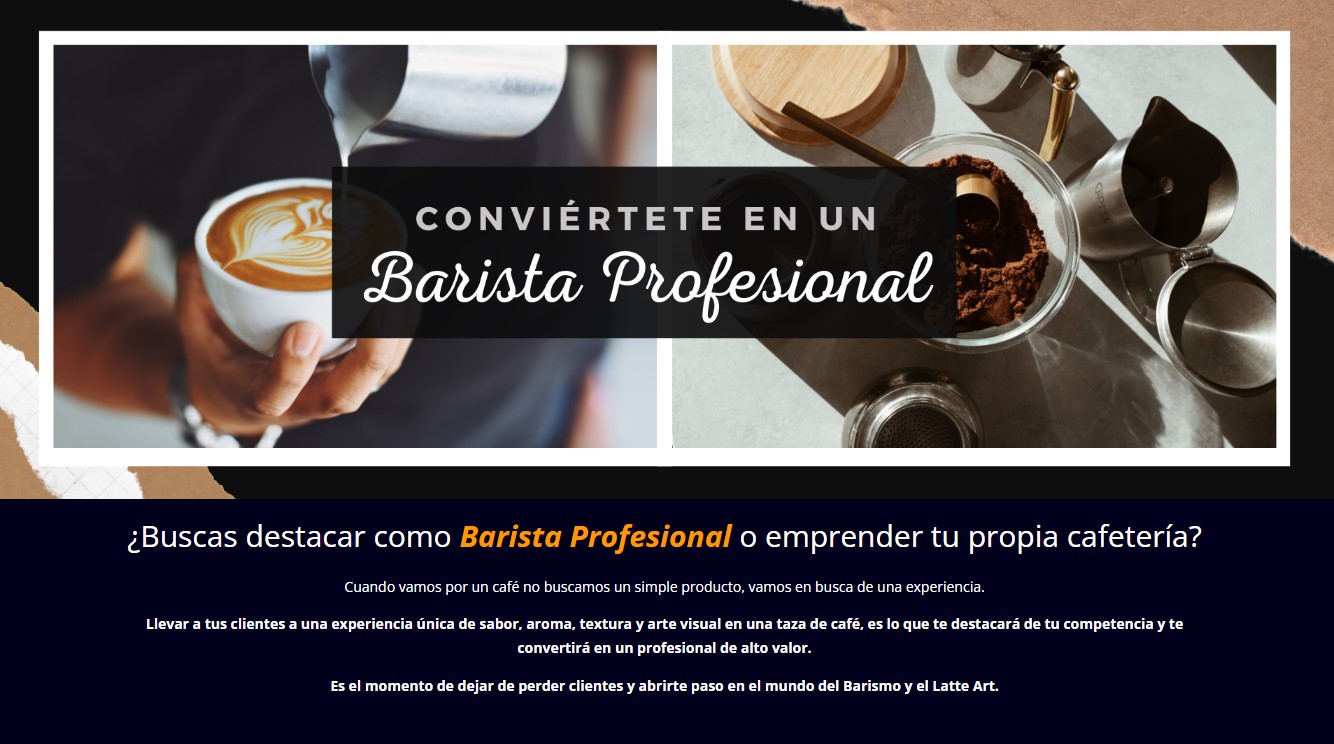 CONVIÉRTETE EN UN
Barista Profesional
¿Buscas destacar como Barista Profesional o emprender tu propia cafetería?
Cuando vamos por un café no buscamos un simple producto, vamos en busca de una experiencia.
Llevar a tus clientes a una experiencia única de sabor, aroma, textura y arte visual en una taza de café, es lo que te destacará de tu competencia y te
convertirá en un profesional de alto valor.
Es el momento de dejar de perder clientes y abrirte paso en el mundo del Barismo y el Latte Art.